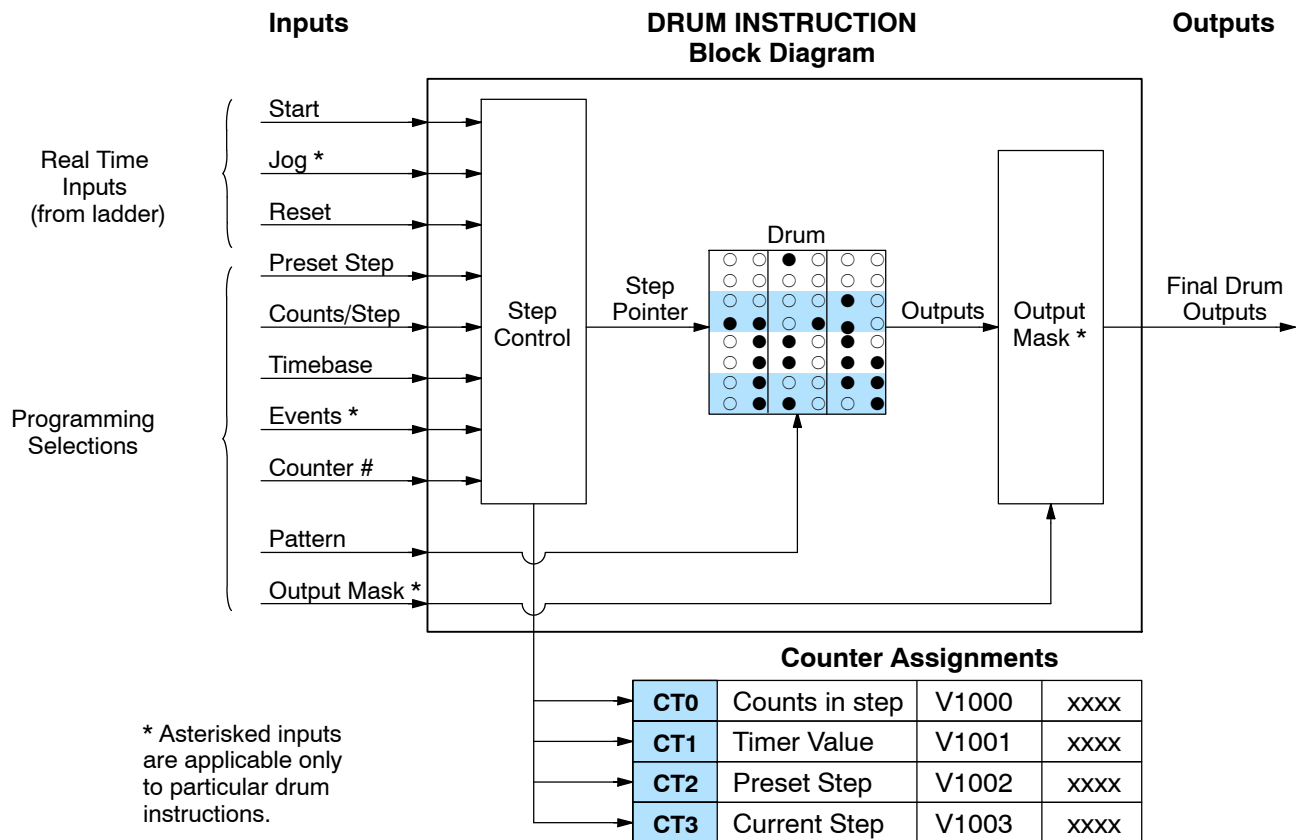 Inputs
DRUM INSTRUCTION
Block Diagram
Outputs
Real Time
Inputs
(from ladder)
Start
Jog *
Reset
Programming
Selections
Preset Step
Counts/Step
Timebase
Events *
Counter #
Pattern
Output Mask *
Step
Control
Step
Pointer
Drum
Outputs
Output
Mask *
Final Drum
Outputs
Counter Assignments
CT0 Counts in step V1000 xxxx
CT1 Timer Value V1001 xxxx
CT2 Preset Step V1002 xxxx
CT3 Current Step V1003 xxxx
* Asterisked inputs
are applicable only
to particular drum
instructions.